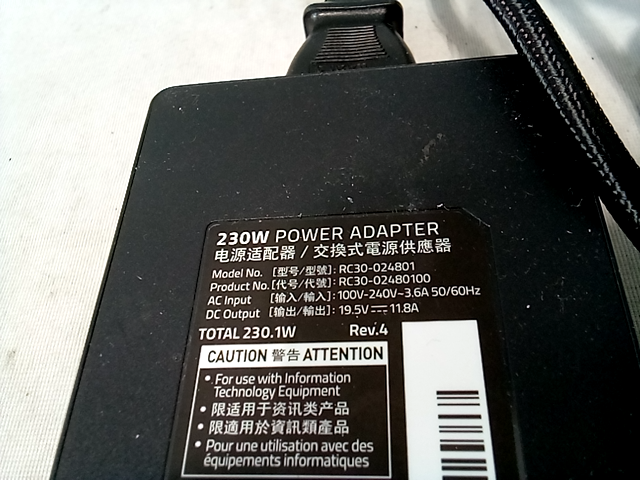 230W POWER ADAPTER
电源适配器 / 交換式電源供應器
Model No. [型号/型號]: RC30-024801
Product No. [代号/代號]: RC30-02480100
AC Input [输入/輸入]: 100V-240V~3.6A 50/60Hz
DC Output [输出/輸出]: 19.5V⎓11.8A
TOTAL 230.1W Rev.4
CAUTION 警告 ATTENTION
• For use with Information
Technology Equipment
• 限适用于资讯类产品
• 限適用於資訊類產品
• Pour une utilisation avec des
équipements informatiques